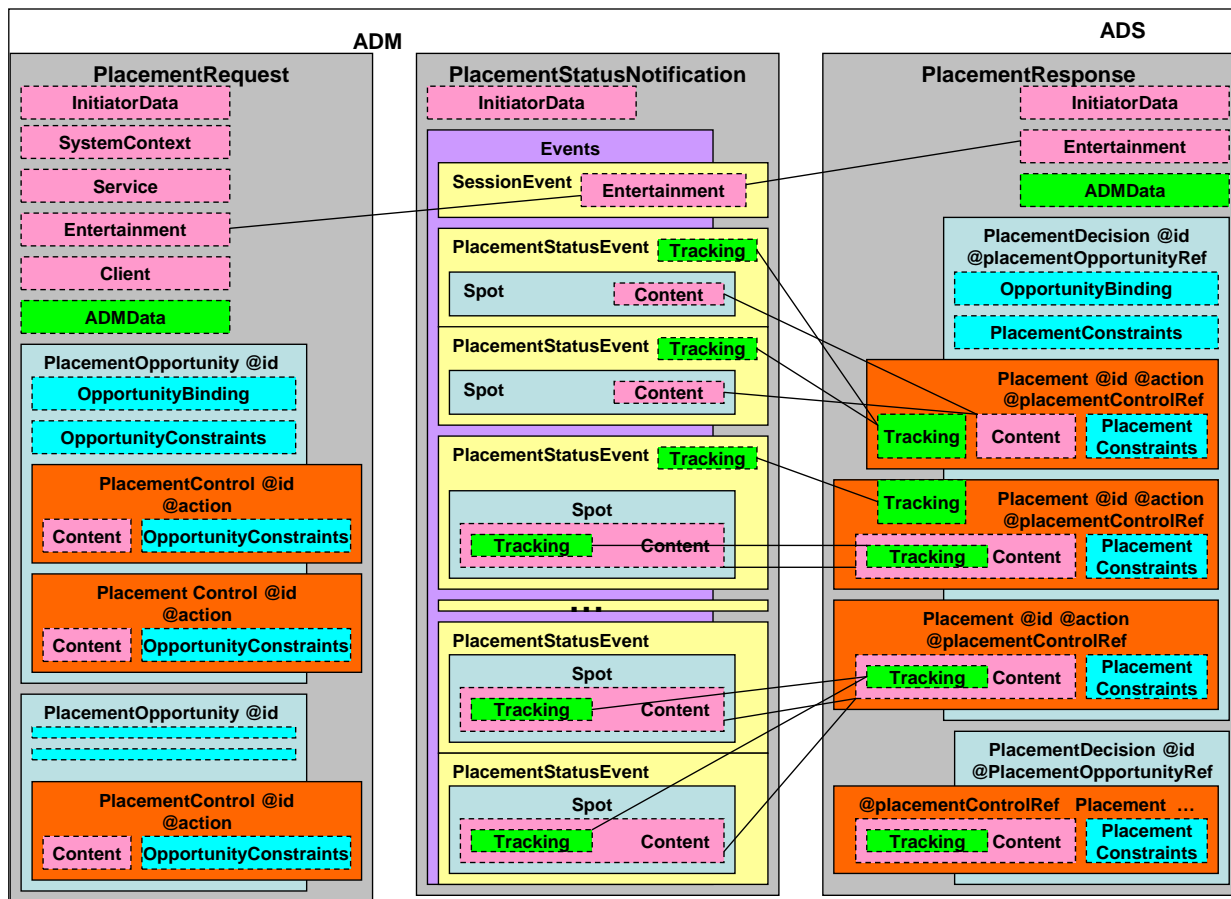 ADM
ADS
PlacementRequest
InitiatorData
SystemContext
Service
Entertainment
Client
ADMData
PlacementOpportunity @id
OpportunityBinding
OpportunityConstraints
PlacementControl @id
@action
Content
OpportunityConstraints
Placement Control @id
@action
Content
OpportunityConstraints
PlacementOpportunity @id
PlacementControl @id
@action
Content
OpportunityConstraints
PlacementStatusNotification
InitiatorData
Events
SessionEvent
Entertainment
PlacementStatusEvent
Tracking
Spot
Content
PlacementStatusEvent
Tracking
Spot
Content
PlacementStatusEvent
Tracking
Spot
Tracking
Content
...
PlacementStatusEvent
Spot
Tracking
Content
PlacementStatusEvent
Spot
Tracking
Content
PlacementResponse
InitiatorData
Entertainment
ADMData
PlacementDecision @id
@placementOpportunityRef
OpportunityBinding
PlacementConstraints
Placement @id @action
@placementControlRef
Tracking
Content
Placement
Constraints
Placement @id @action
@placementControlRef
Tracking
Tracking
Content
Placement
Constraints
Placement @id @action
@placementControlRef
Tracking
Content
Placement
Constraints
PlacementDecision @id
@PlacementOpportunityRef
@placementControlRef Placement ...
Tracking
Content
Placement
Constraints